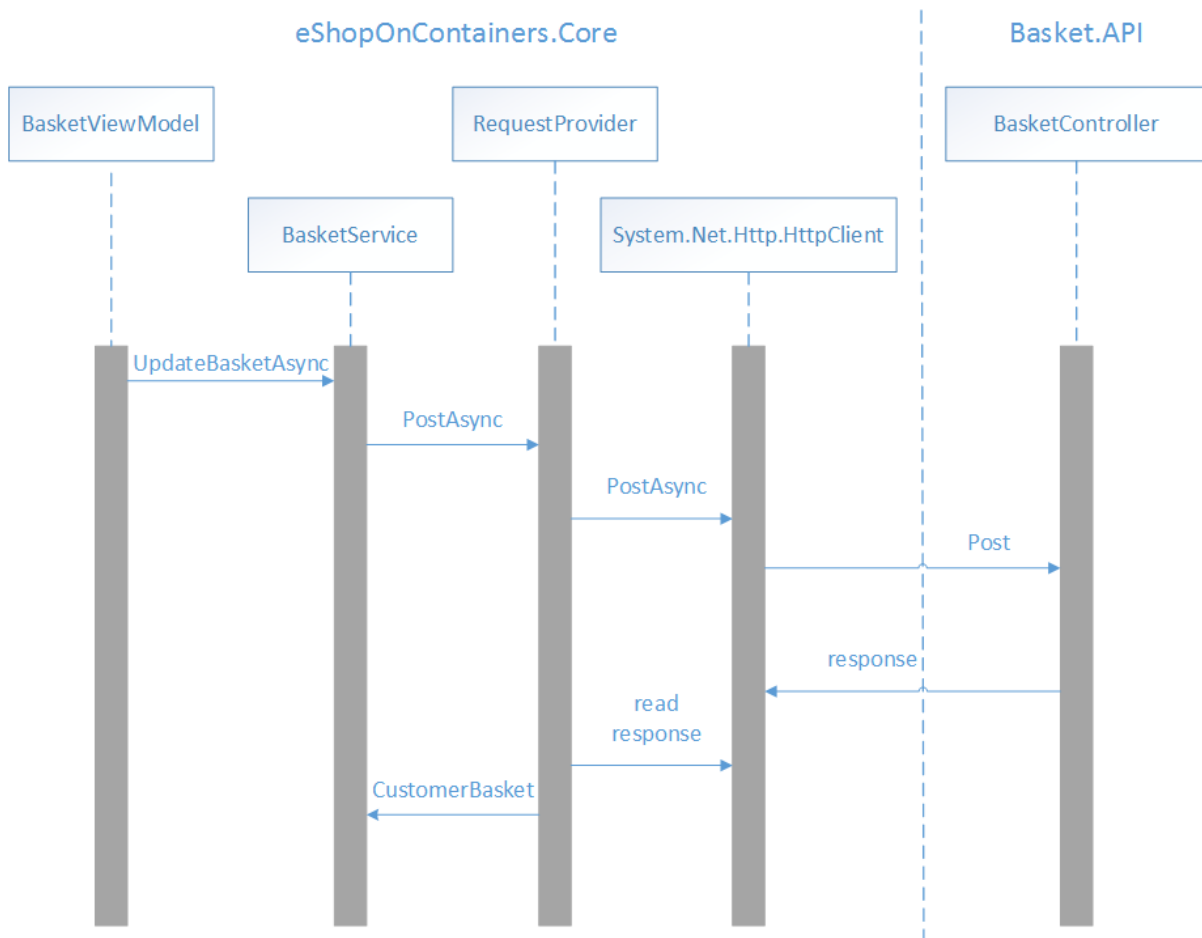 eShopOnContainers.Core
Basket.API
BasketViewModel
RequestProvider
BasketController
BasketService
System.Net.Http.HttpClient
UpdateBasketAsync
PostAsync
PostAsync
Post
response
read
response
CustomerBasket